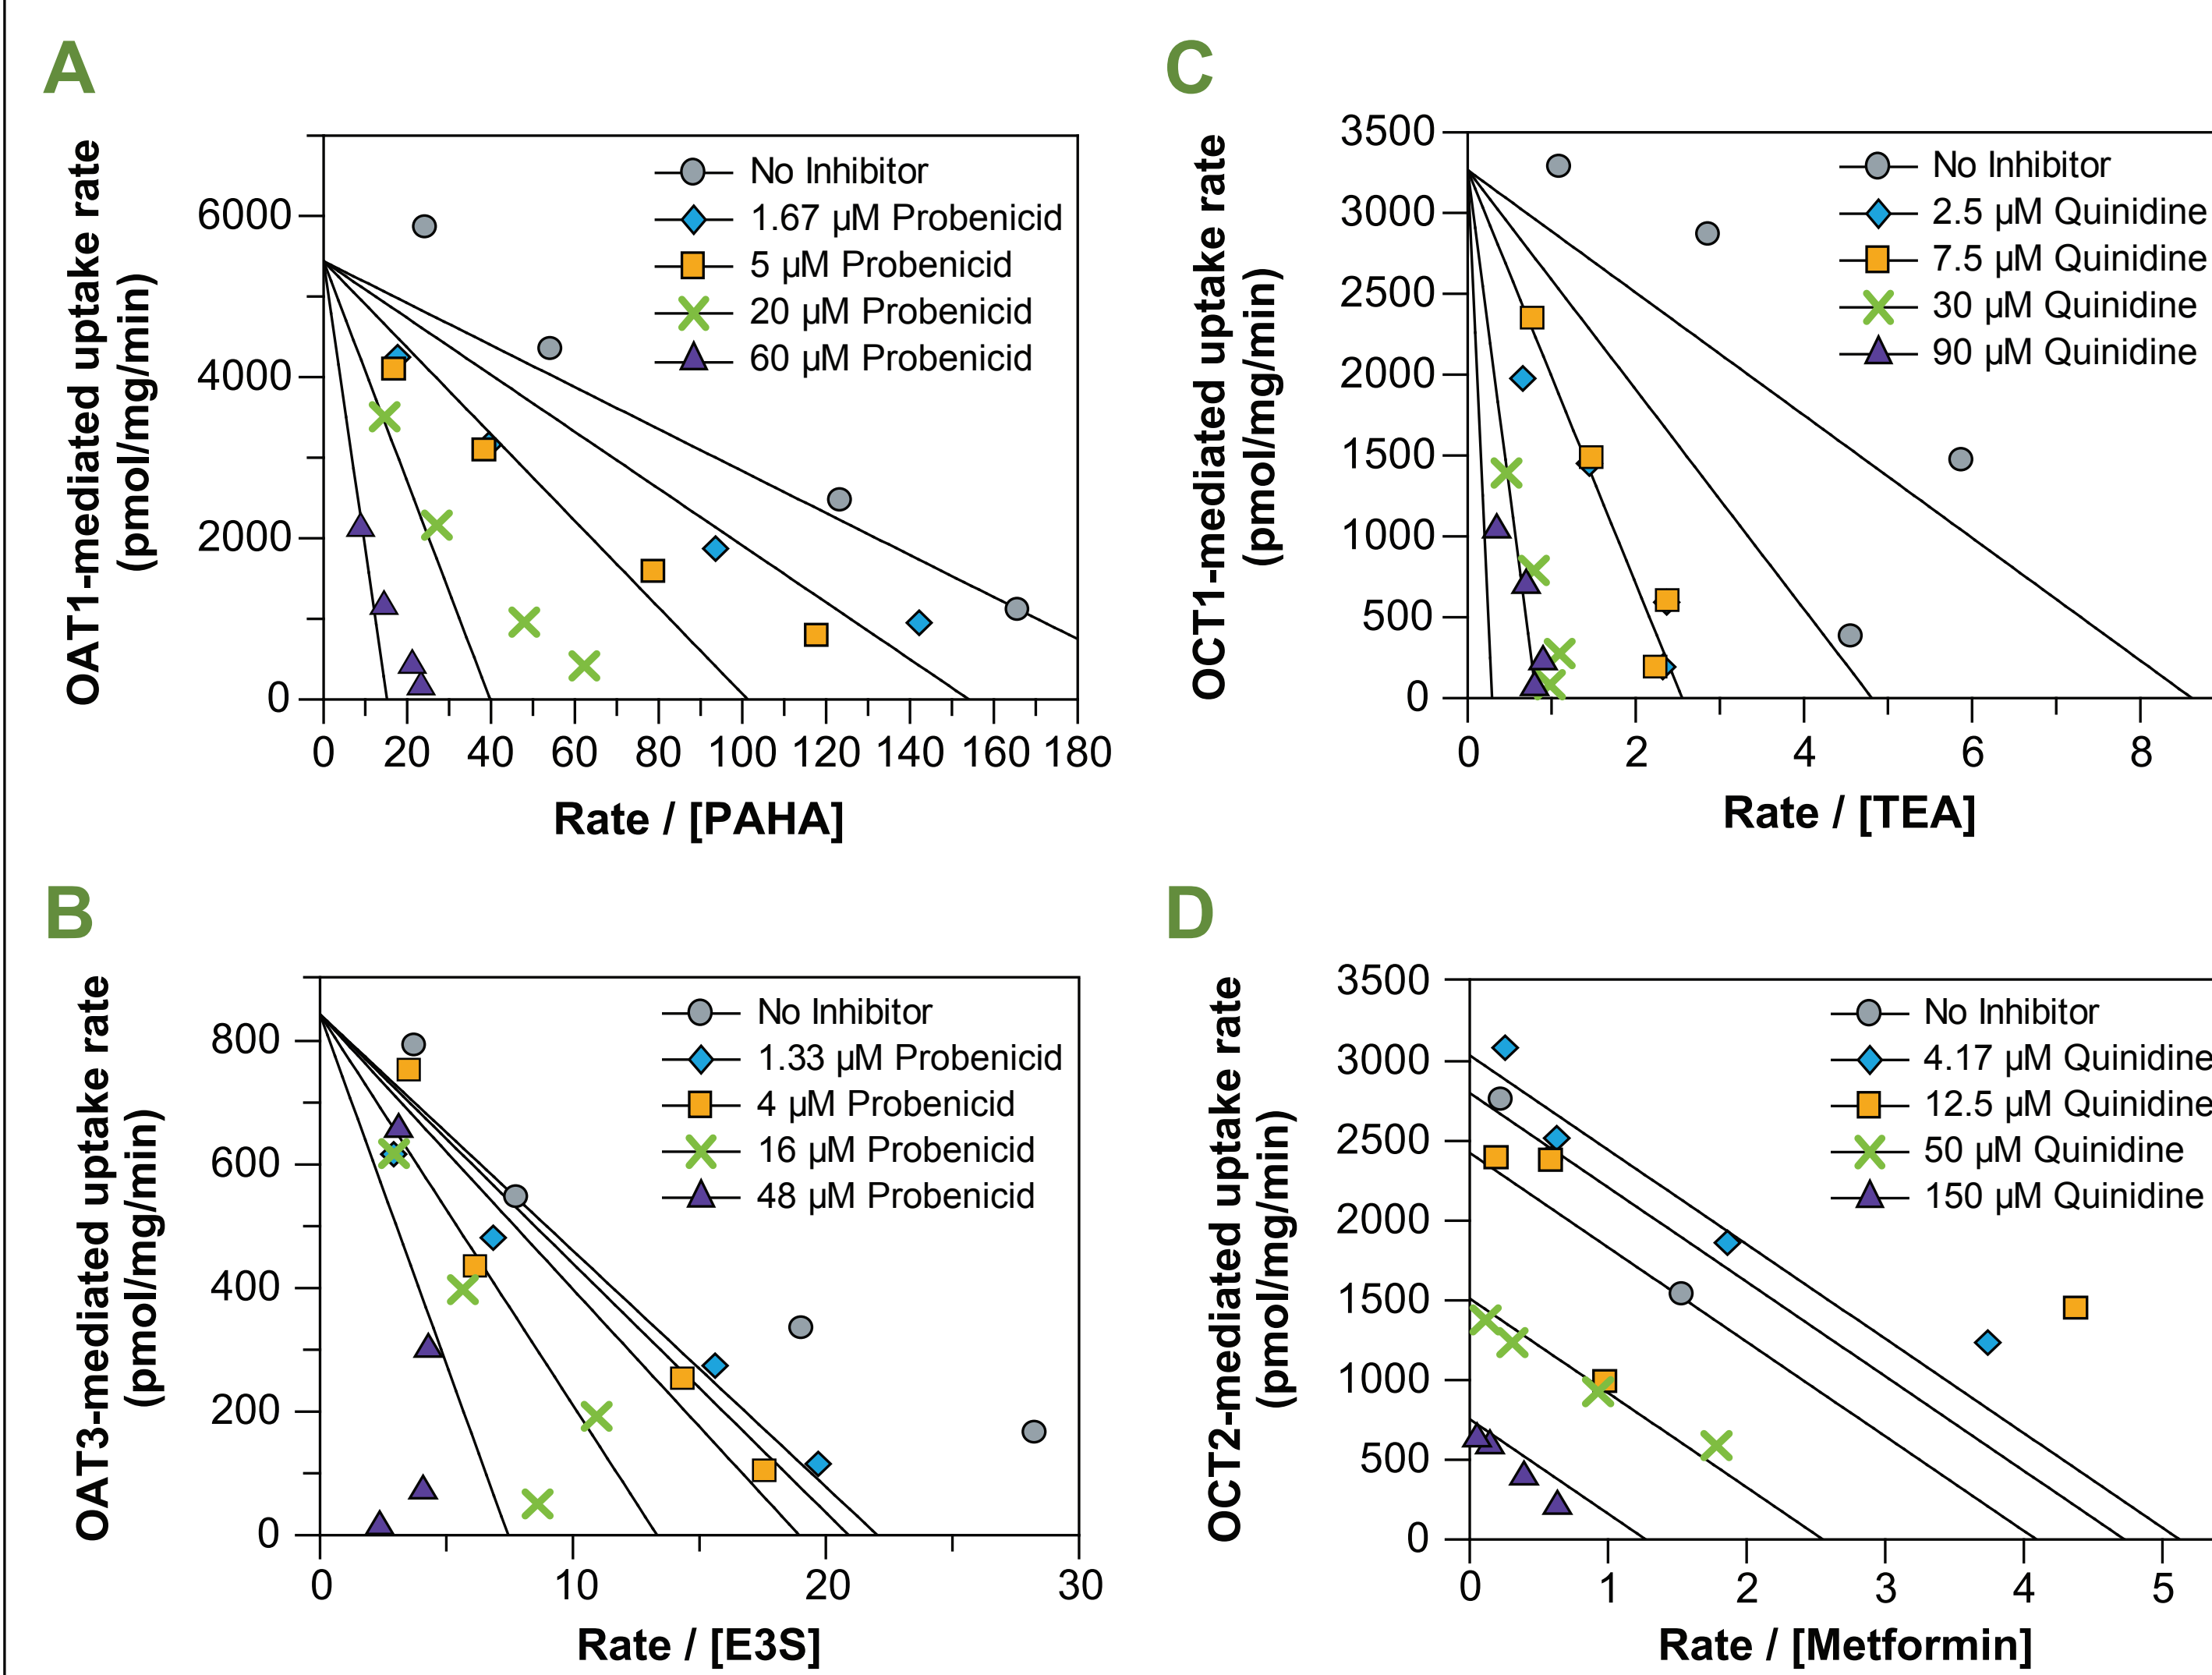 A
OAT1-mediated uptake rate
(pmol/mg/min)
6000
4000
2000
0
0 20 40 60 80 100 120 140 160 180
Rate / [PAHA]
No Inhibitor
1.67 µM Probenicid
5 µM Probenicid
20 µM Probenicid
60 µM Probenicid
C
OCT1-mediated uptake rate
(pmol/mg/min)
3500
3000
2500
2000
1500
1000
500
0
0 2 4 6 8
Rate / [TEA]
No Inhibitor
2.5 µM Quinidine
7.5 µM Quinidine
30 µM Quinidine
90 µM Quinidine
B
OAT3-mediated uptake rate
(pmol/mg/min)
800
600
400
200
0
0 10 20 30
Rate / [E3S]
No Inhibitor
1.33 µM Probenicid
4 µM Probenicid
16 µM Probenicid
48 µM Probenicid
D
OCT2-mediated uptake rate
(pmol/mg/min)
3500
3000
2500
2000
1500
1000
500
0
0 1 2 3 4 5
Rate / [Metformin]
No Inhibitor
4.17 µM Quinidine
12.5 µM Quinidine
50 µM Quinidine
150 µM Quinidine